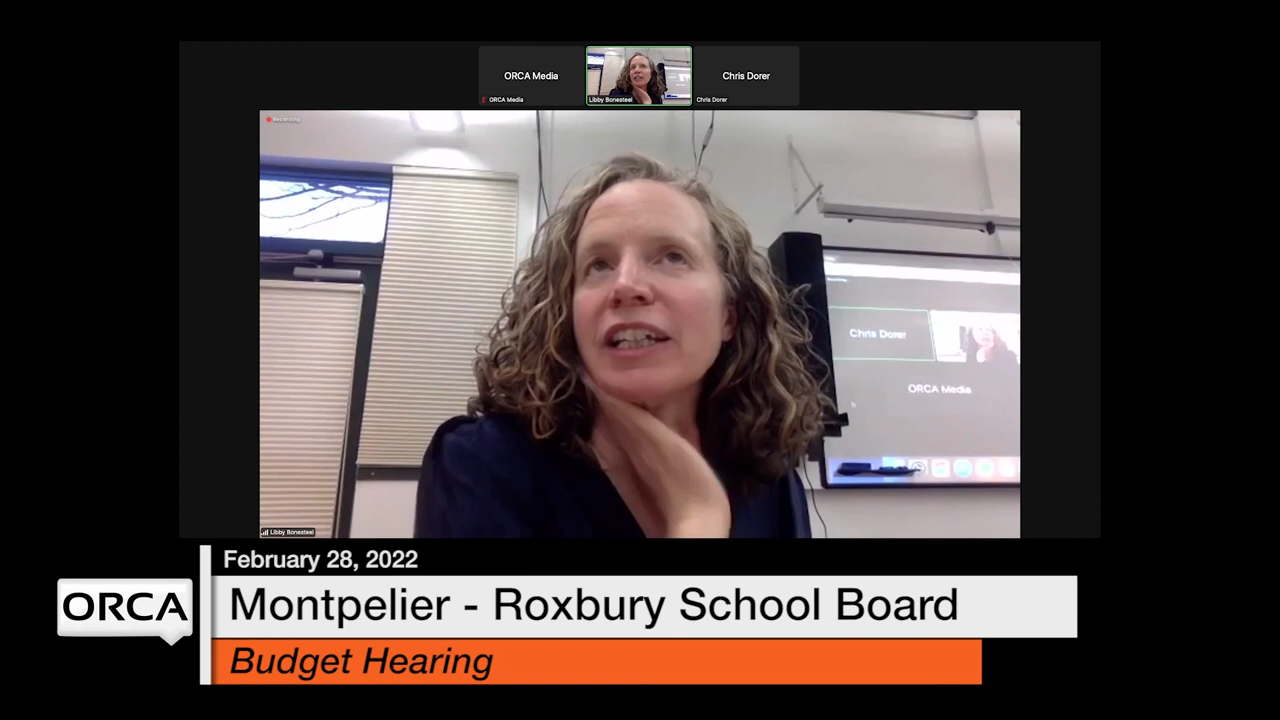 ORCA Media
Chris Dorer
ORCA Media
Libby Bonesteel
Chris Dorer
Recording
Chris Dorer
ORCA Media
Libby Bonesteel
February 28, 2022
ORCA
Montpelier - Roxbury School Board
Budget Hearing